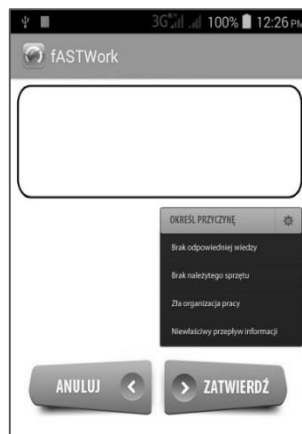 3G 100% 12:26 PM
fASTWork
OKREŚL PRZYCZYNĘ
Brak odpowiedniej wiedzy
Brak należytego sprzętu
Zła organizacja pracy
Niewłaściwy przepływ informacji
ANULUJ
ZATWIERDŹ